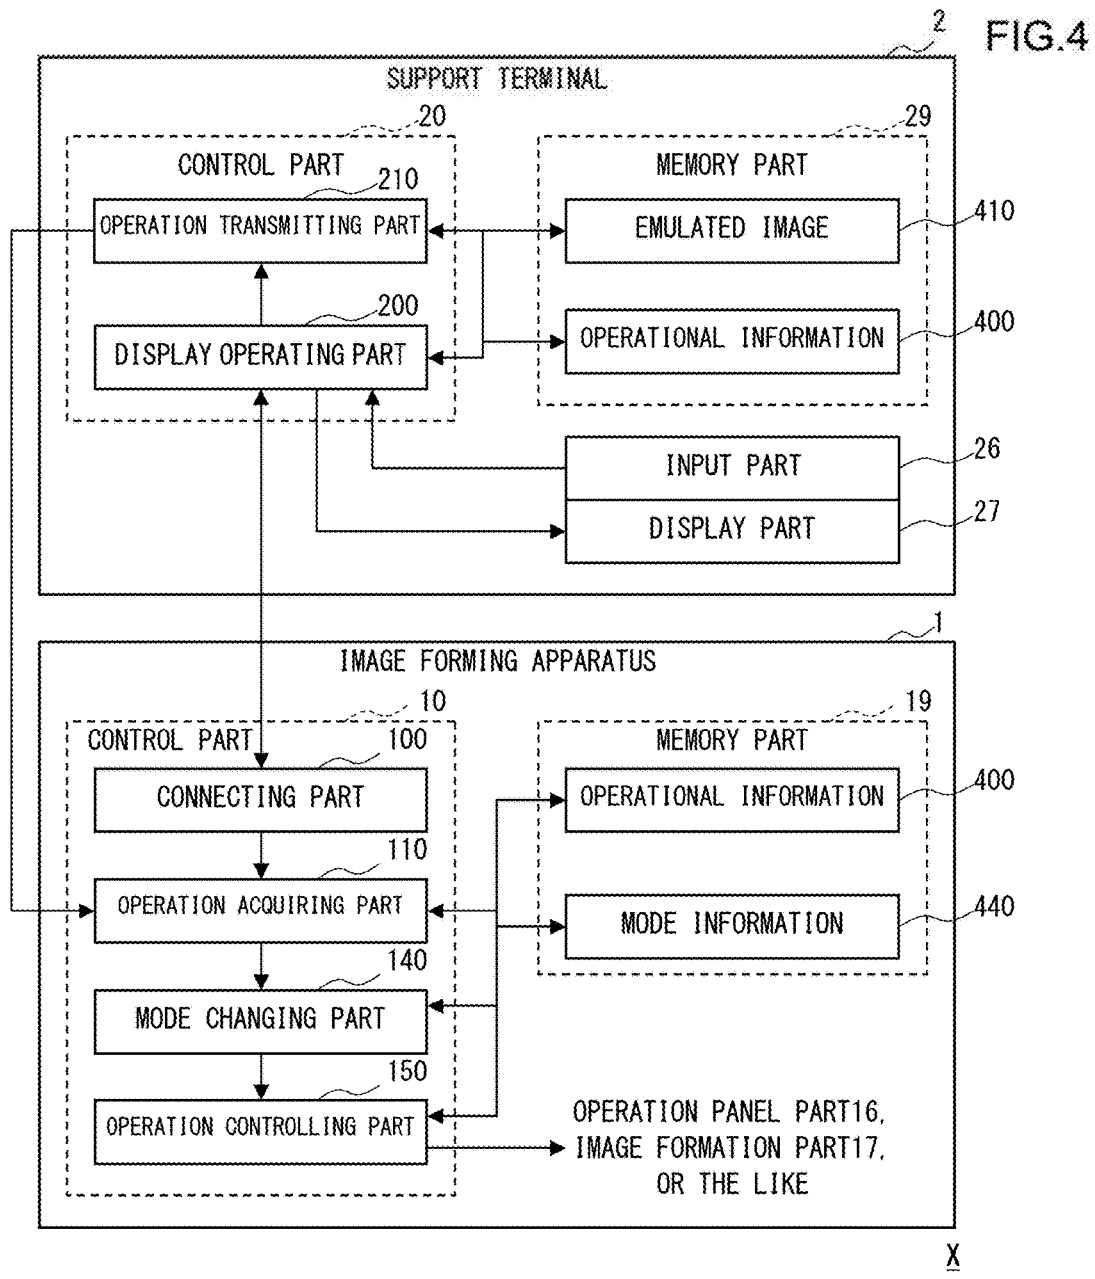 FIG.4
2
SUPPORT TERMINAL
20
29
CONTROL PART
MEMORY PART
210
OPERATION TRANSMITTING PART
EMULATED IMAGE
410
200
DISPLAY OPERATING PART
OPERATIONAL INFORMATION
400
INPUT PART
26
DISPLAY PART
27
1
IMAGE FORMING APPARATUS
10
19
CONTROL PART
MEMORY PART
100
CONNECTING PART
OPERATIONAL INFORMATION
400
110
OPERATION ACQUIRING PART
MODE INFORMATION
440
140
MODE CHANGING PART
150
OPERATION CONTROLLING PART
OPERATION PANEL PART16,
IMAGE FORMATION PART17,
OR THE LIKE
X